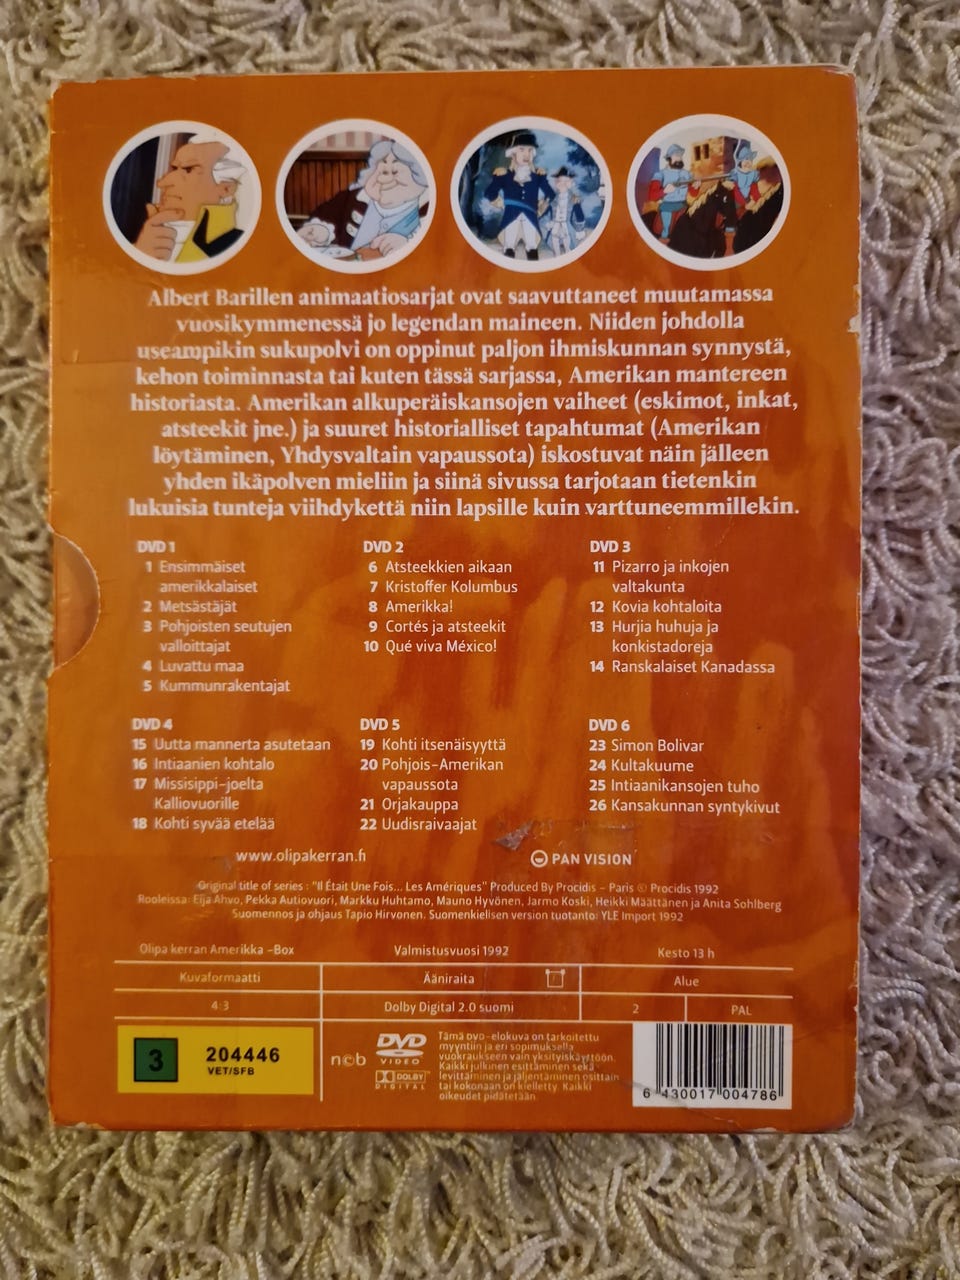 Albert Barillen animaatiosarjat ovat saavuttaneet muutamassa
vuosikymmenessä jo legendan maineen. Niiden johdolla
useampikin sukupolvi on oppinut paljon ihmiskunnan synnystä,
kehon toiminnasta tai kuten tässä sarjassa, Amerikan mantereen
historiasta. Amerikan alkuperäiskansojen vaiheet (eskimot, inkat,
atsteekit jne.) ja suuret historialliset tapahtumat (Amerikan
löytäminen, Yhdysvaltain vapaussota) iskostuvat näin jälleen
yhden ikäpolven mieliin ja siinä sivussa tarjotaan tietenkin
lukuisia tunteja viihdykettä niin lapsille kuin varttuneemmillekin.
DVD 1
1 Ensimmäiset
amerikkalaiset
2 Metsästäjät
3 Pohjoisten seutujen
valloittajat
4 Luvattu maa
5 Kummunrakentajat
DVD 2
6 Atsteekkien aikaan
7 Kristoffer Kolumbus
8 Amerikka!
9 Cortés ja atsteekit
10 Qué viva México!
DVD 3
11 Pizarro ja inkojen
valtakunta
12 Kovia kohtaloita
13 Hurjia huhuja ja
konkistadoreja
14 Ranskalaiset Kanadassa
DVD 4
15 Uutta mannerta asutetaan
16 Intiaanien kohtalo
17 Missisippi-joelta
Kalliovuorille
18 Kohti syvää etelää
DVD 5
19 Kohti itsenäisyyttä
20 Pohjois-Amerikan
vapaussota
21 Orjakauppa
22 Uudisraivaajat
DVD 6
23 Simon Bolivar
24 Kultakuume
25 Intiaanikansojen tuho
26 Kansakunnan syntykivut
www.olipakerran.fi
PAN VISION
Original title of series : "Il Était Une Fois... Les Amériques" Produced By Procidis - Paris © Procidis 1992
Rooleissa: Eija Ahvo, Pekka Autiovuori, Markku Huhtamo, Mauno Hyvönen, Jarmo Koski, Heikki Määttänen ja Anita Sohlberg
Suomennos ja ohjaus Tapio Hirvonen. Suomenkielisen version tuotanto: YLE Import 1992
Olipa kerran Amerikka -Box Valmistusvuosi 1992 Kesto 13 h
Kuvaformaatti Ääniraita Alue
4:3 Dolby Digital 2.0 suomi 2 PAL
3 204446
VET/SFB
ncb
DVD
VIDEO
DOLBY
DIGITAL
Tämä DVD-elokuva on tarkoitettu
myyntiin ja eri sopimuksella
vuokraukseen vain yksityiskäyttöön.
Kaikki julkinen esittäminen sekä
levittäminen ja jäljentäminen osittain
tai kokonaan on kielletty. Kaikki
oikeudet pidätetään.
6 430017 004786